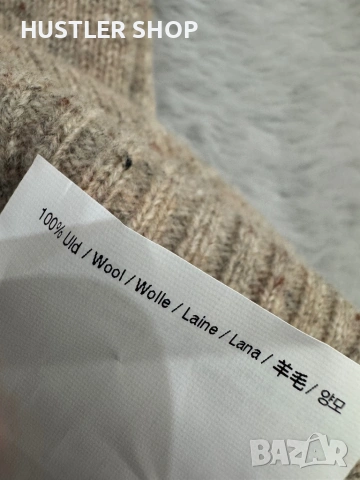 HUSTLER SHOP
100% Uld / Wool / Wolle / Laine / Lana / 羊毛 / 양모
BAZAR